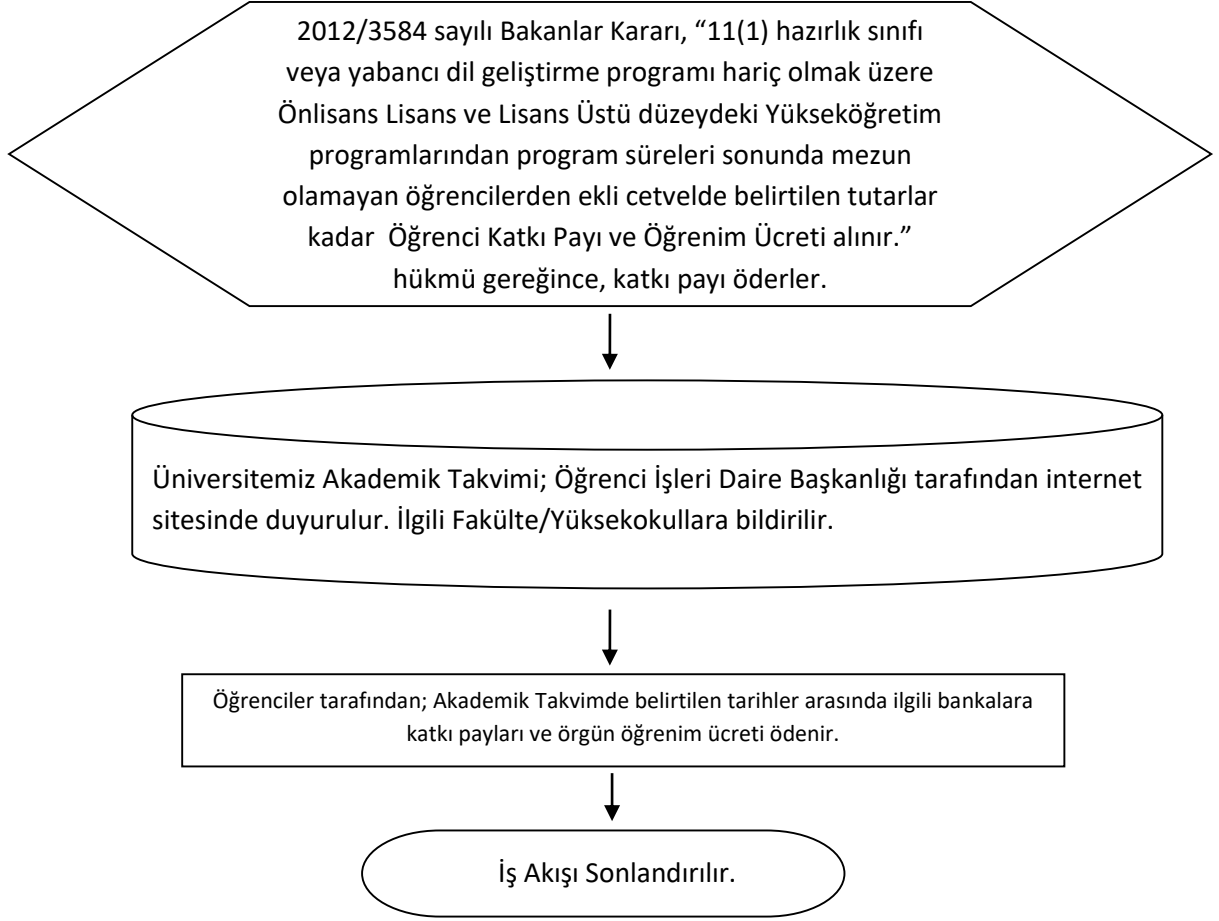 2012/3584 sayılı Bakanlar Kararı, “11(1) hazırlık sınıfı
veya yabancı dil geliştirme programı hariç olmak üzere
Önlisans Lisans ve Lisans Üstü düzeydeki Yükseköğretim
programlarından program süreleri sonunda mezun
olamayan öğrencilerden ekli cetvelde belirtilen tutarlar
kadar  Öğrenci Katkı Payı ve Öğrenim Ücreti alınır.”
hükmü gereğince, katkı payı öderler.
Üniversitemiz Akademik Takvimi; Öğrenci İşleri Daire Başkanlığı tarafından internet
sitesinde duyurulur. İlgili Fakülte/Yüksekokullara bildirilir.
Öğrenciler tarafından; Akademik Takvimde belirtilen tarihler arasında ilgili bankalara
katkı payları ve örgün öğrenim ücreti ödenir.
İş Akışı Sonlandırılır.